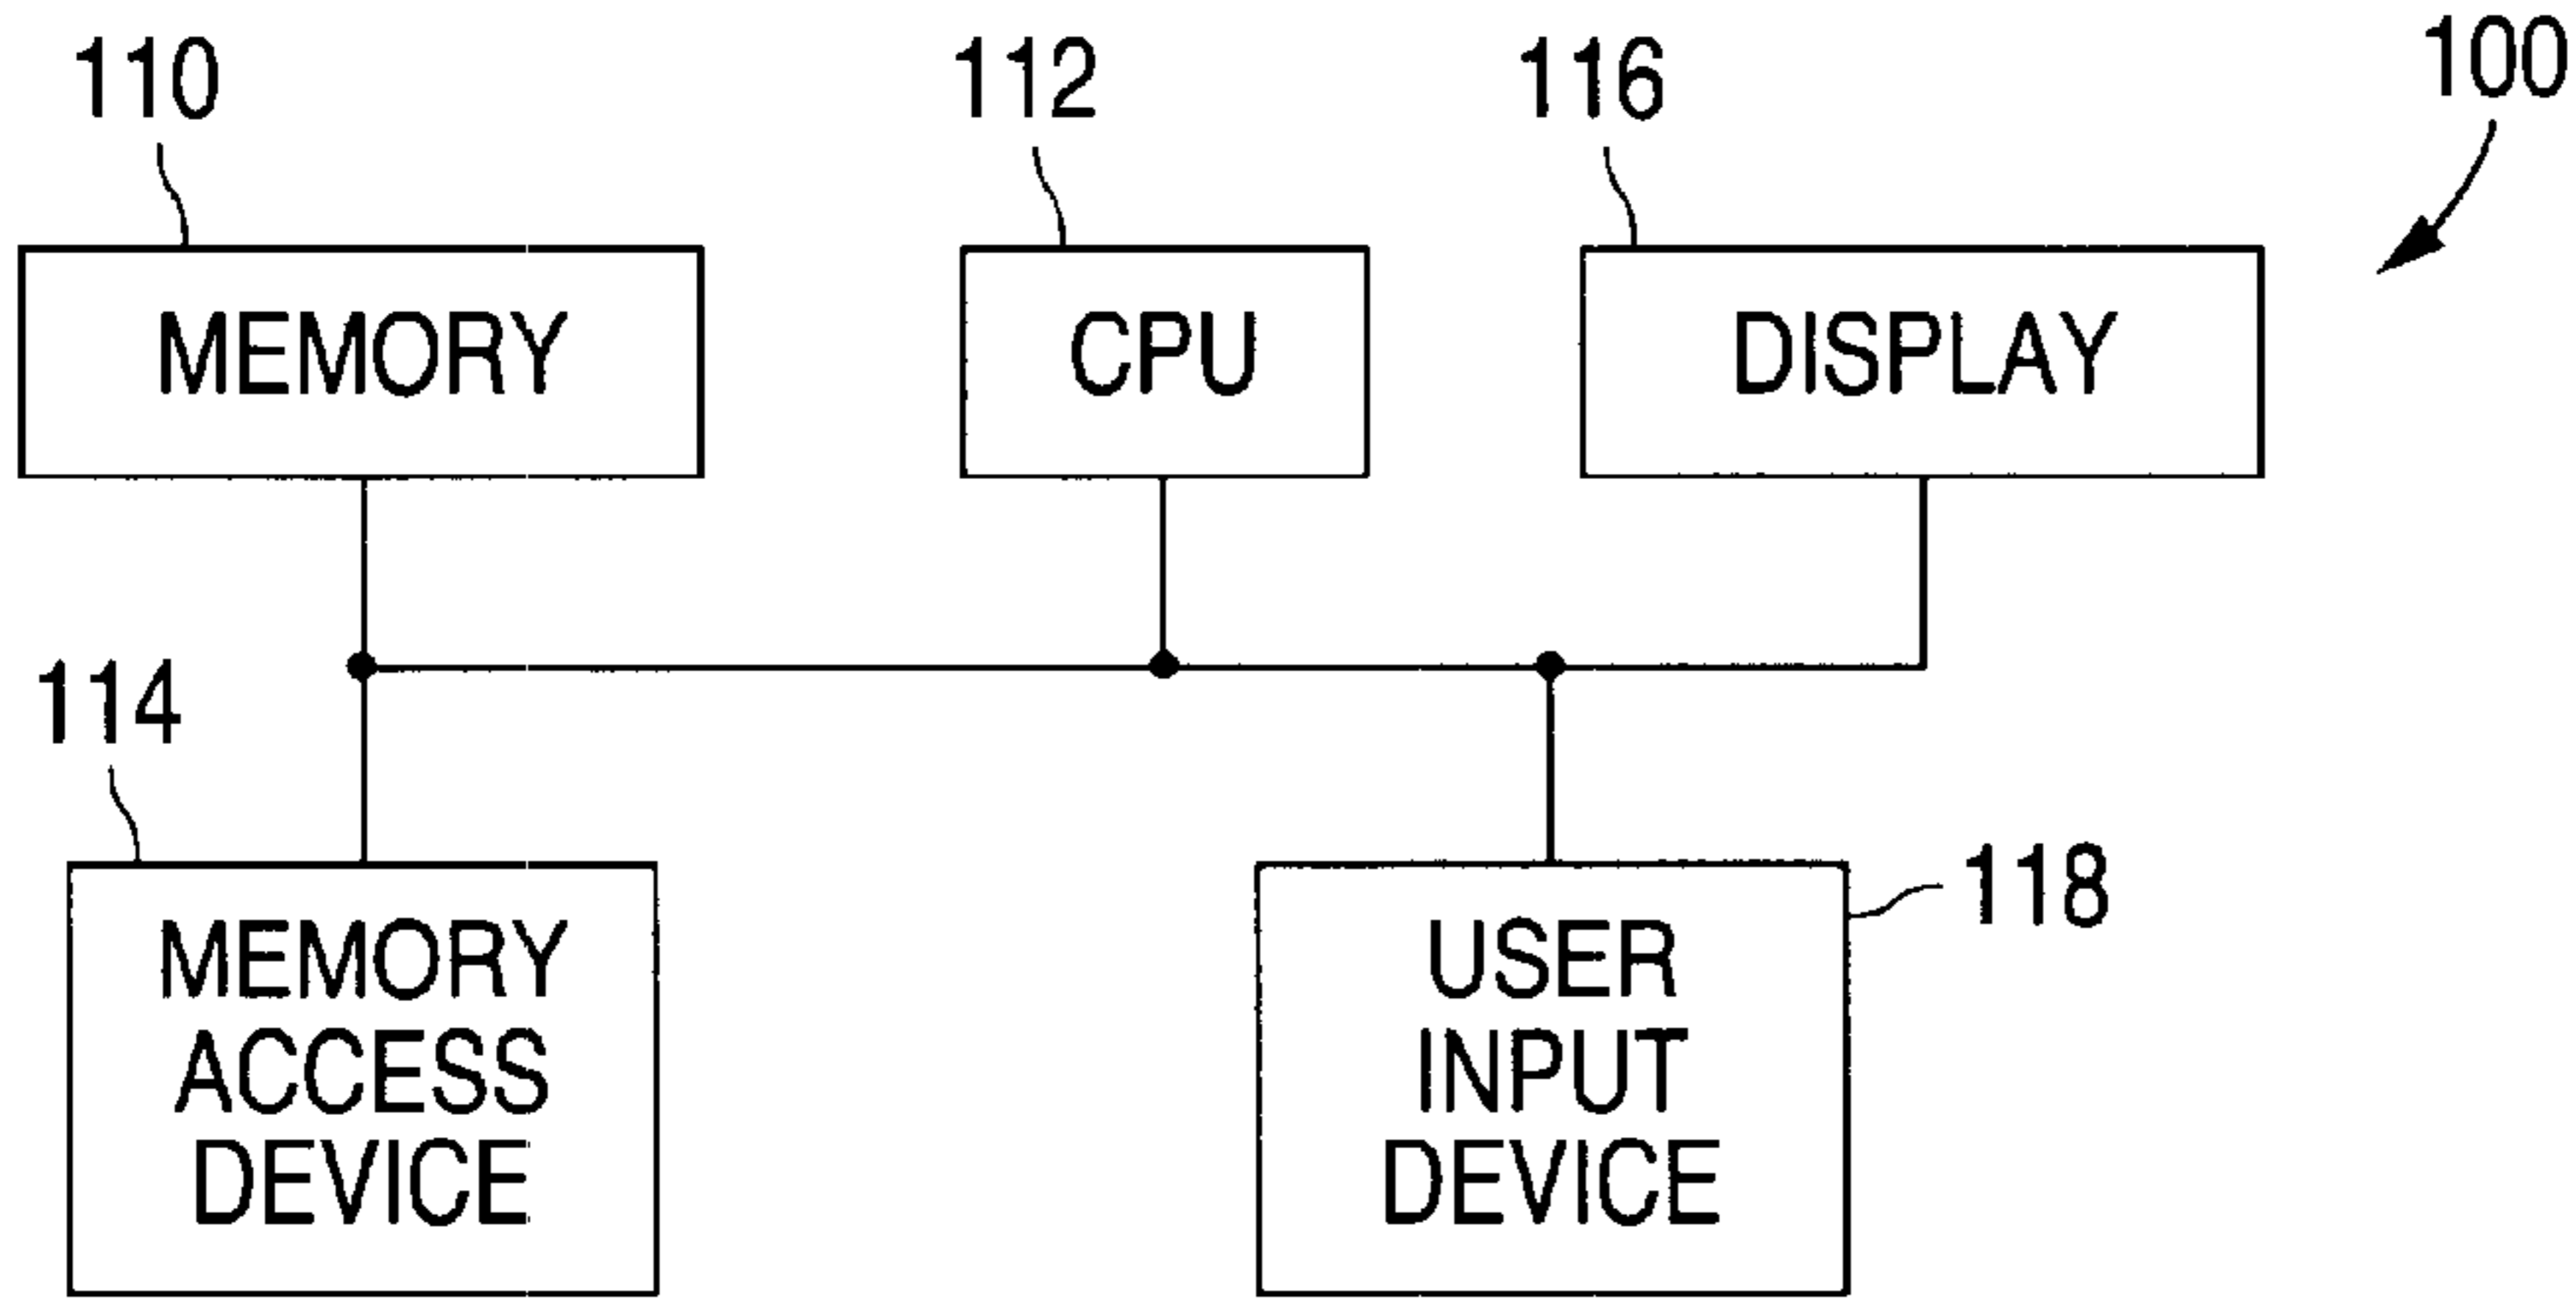 110
112
116
100
MEMORY
CPU
DISPLAY
114
118
MEMORY
ACCESS
DEVICE
USER
INPUT
DEVICE